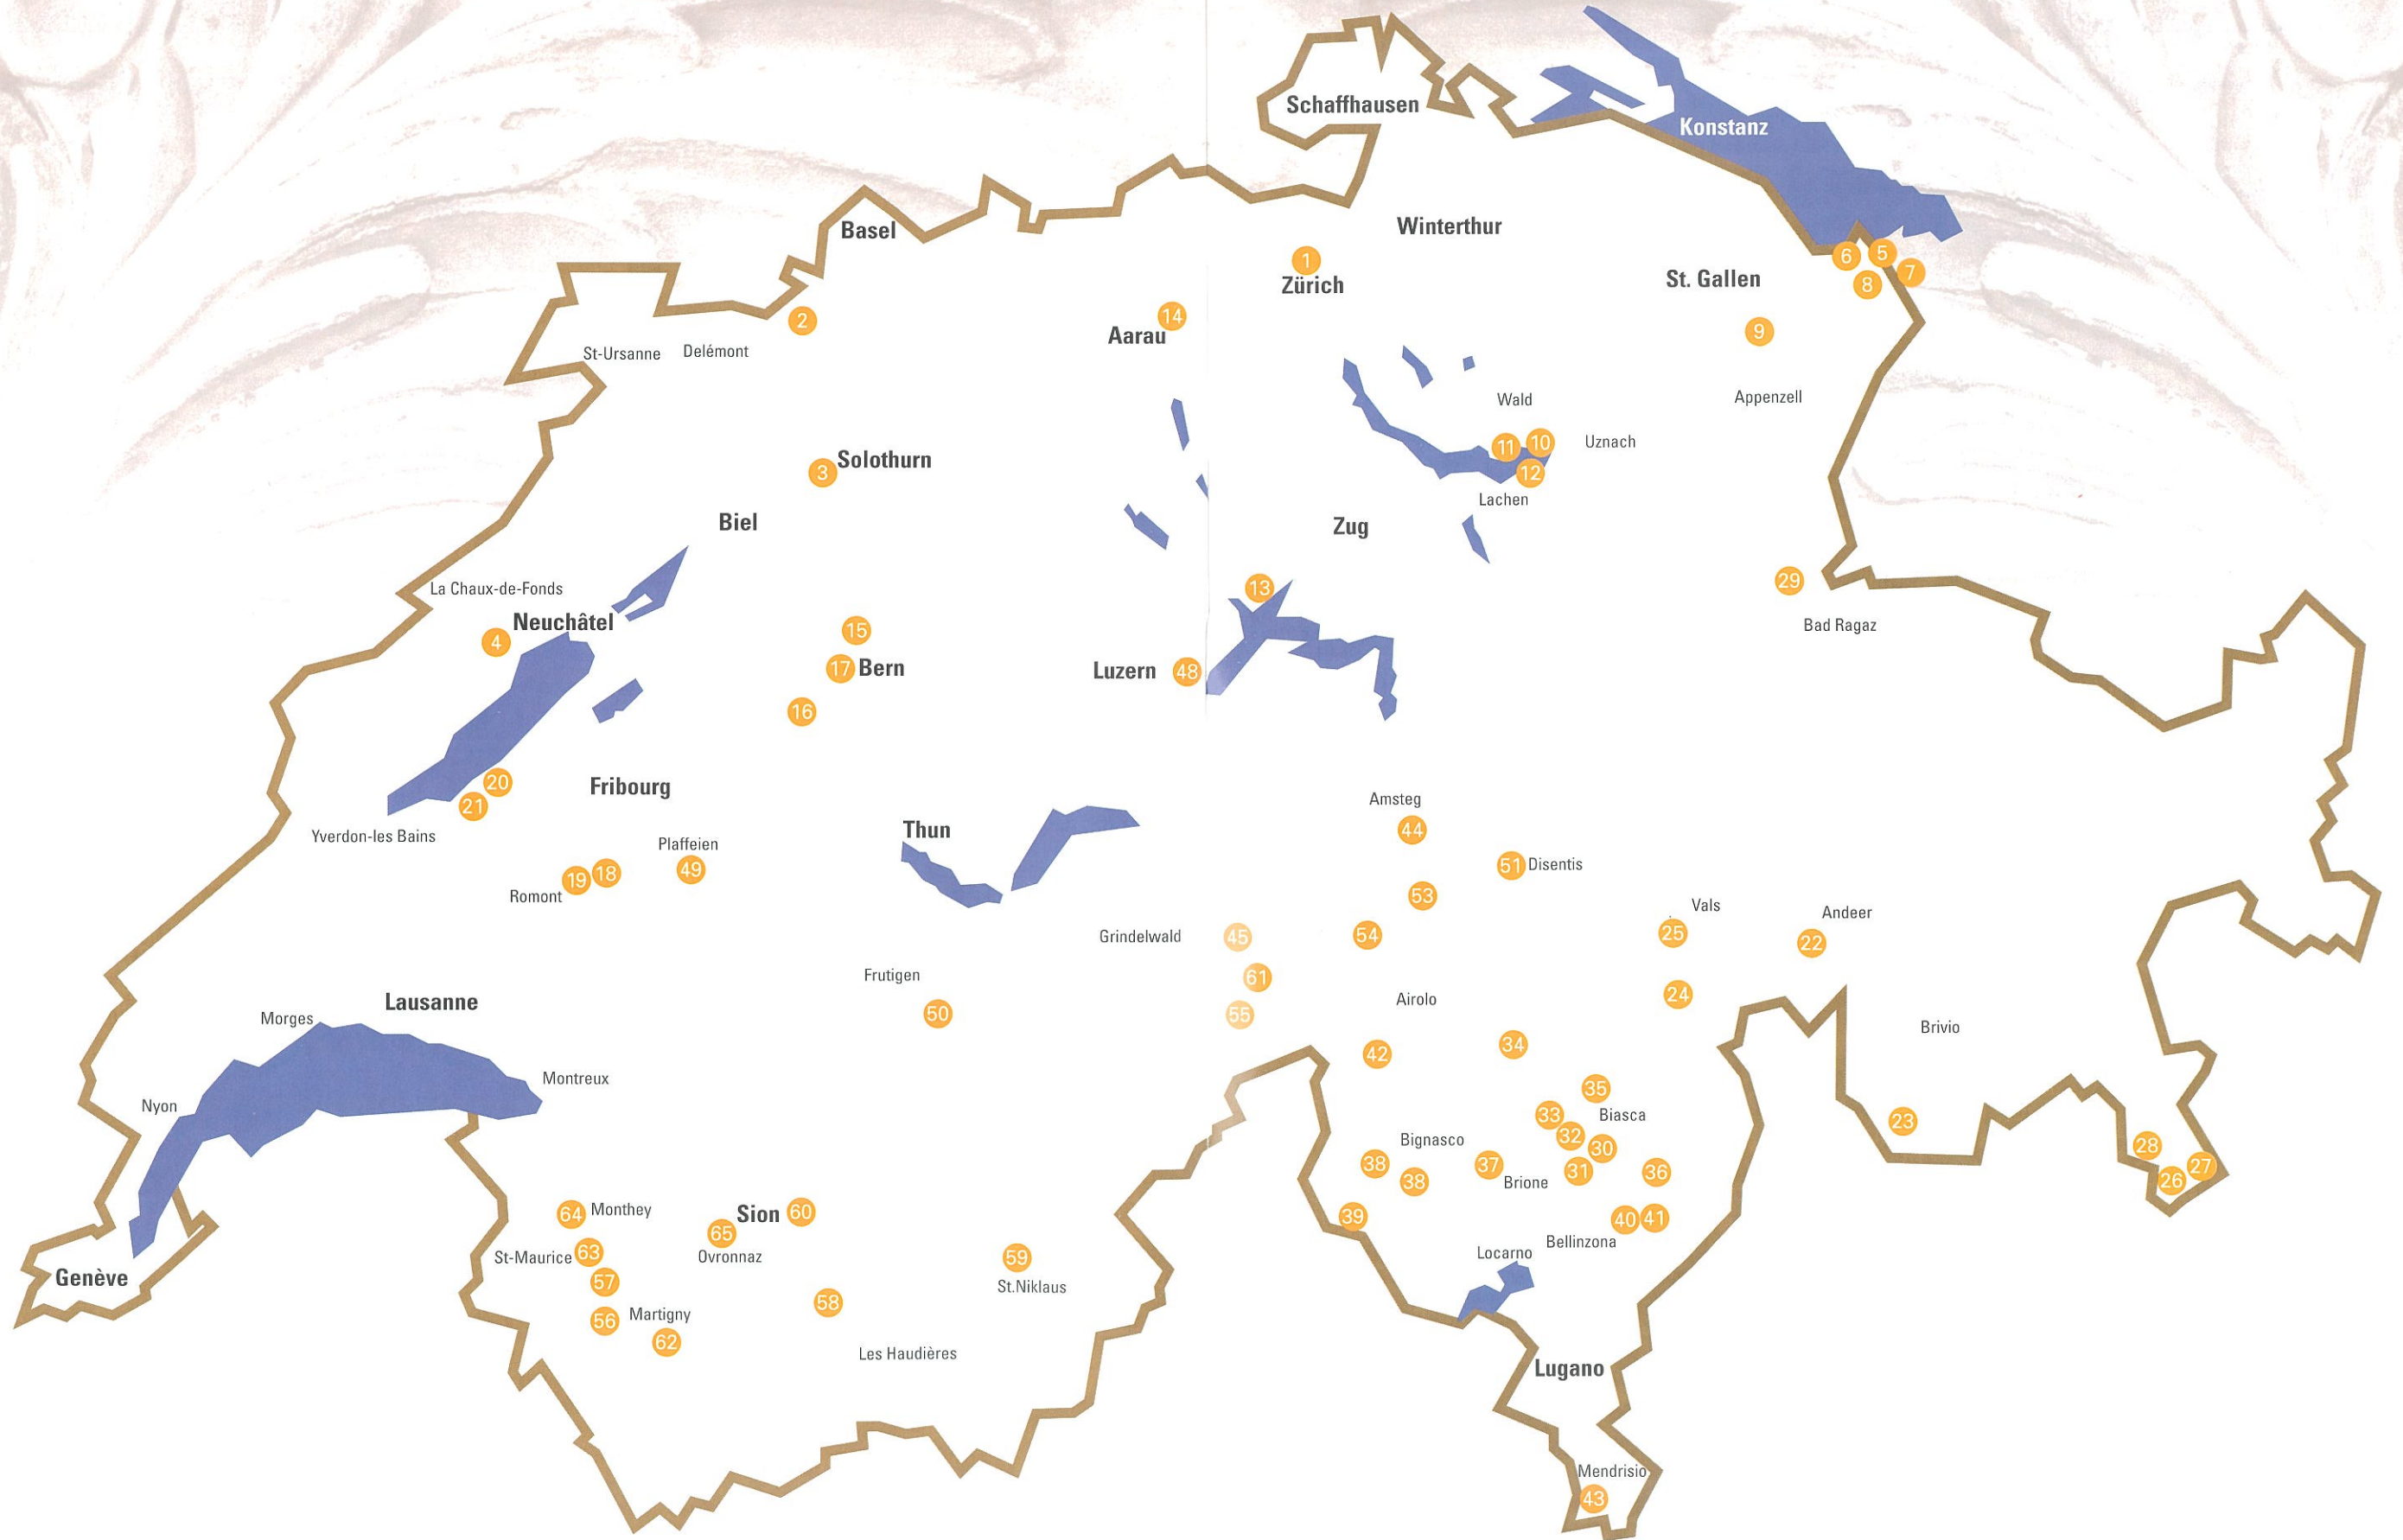 Schaffhausen
Konstanz
Basel
Winterthur
1
Zürich
6
5
7
8
St. Gallen
2
14
Aarau
9
St-Ursanne
Delémont
Wald
Appenzell
11
10
Uznach
12
3
Solothurn
Lachen
Biel
Zug
La Chaux-de-Fonds
13
29
Neuchâtel
4
15
Bad Ragaz
17
Bern
Luzern
48
16
20
Fribourg
21
Amsteg
Yverdon-les Bains
Thun
44
Plaffeien
49
51
Disentis
19
18
Romont
53
Vals
Andeer
Grindelwald
45
54
25
22
Frutigen
61
Lausanne
Airolo
24
Morges
50
55
Brivio
34
42
Montreux
35
Nyon
33
Biasca
23
32
Bignasco
30
28
38
37
31
36
27
38
Brione
26
64
Monthey
Sion
60
39
40
41
65
St-Maurice
63
Ovronnaz
59
Locarno
Bellinzona
Genève
57
St.Niklaus
58
56
Martigny
62
Les Haudières
Lugano
Mendrisio
43